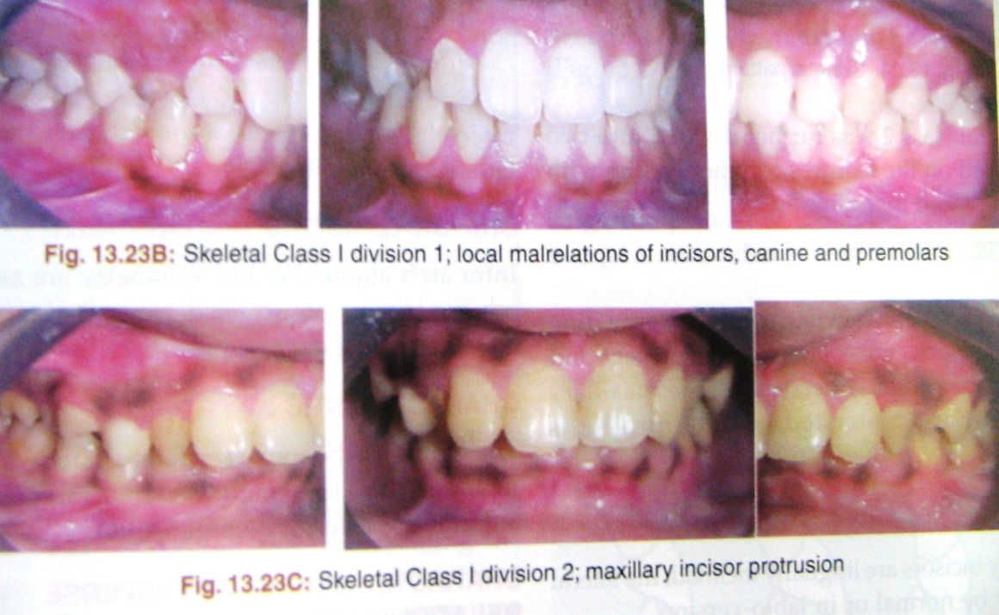 Fig. 13.23B: Skeletal Class I division 1; local malrelations of incisors, canine and premolars
Fig. 13.23C: Skeletal Class I division 2; maxillary incisor protrusion